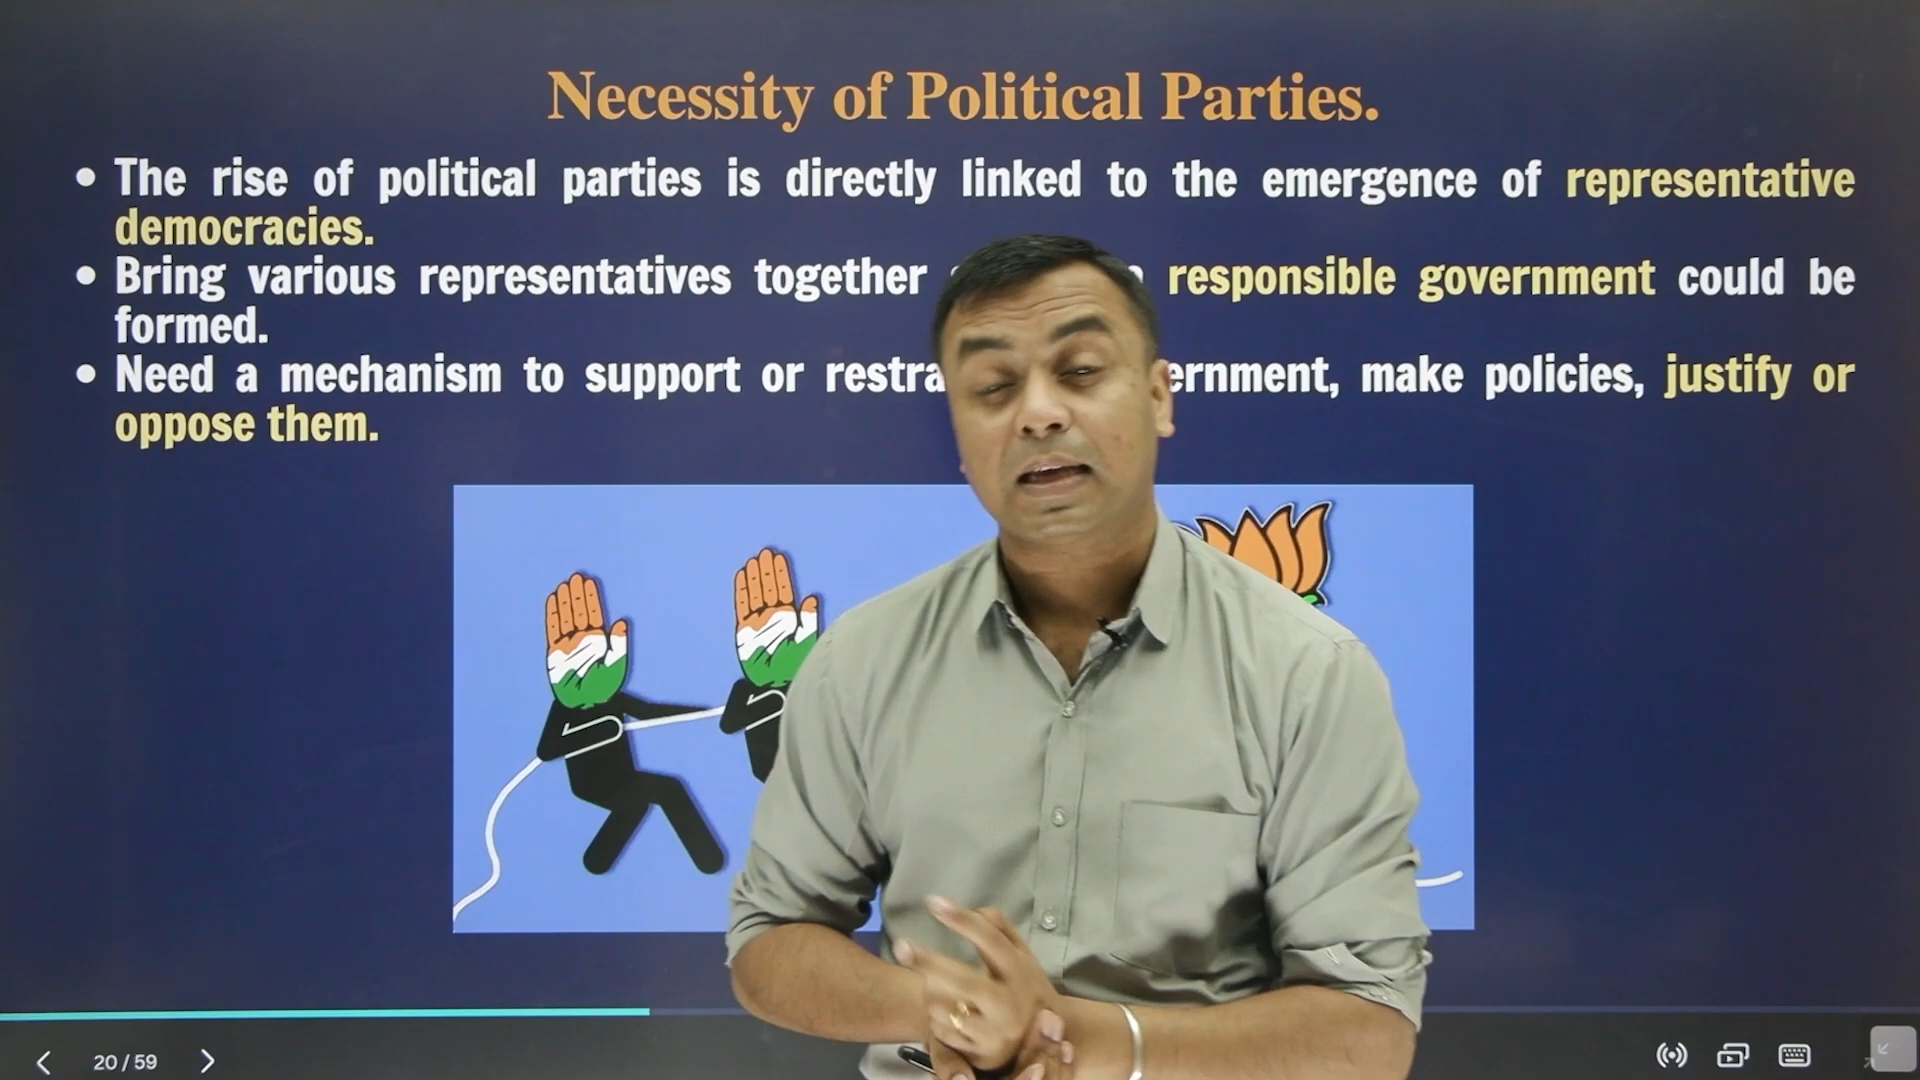 Necessity of Political Parties.
• The rise of political parties is directly linked to the emergence of representative
democracies.
• Bring various representatives together responsible government could be
formed.
• Need a mechanism to support or make policies, justify or
oppose them.
20 / 59